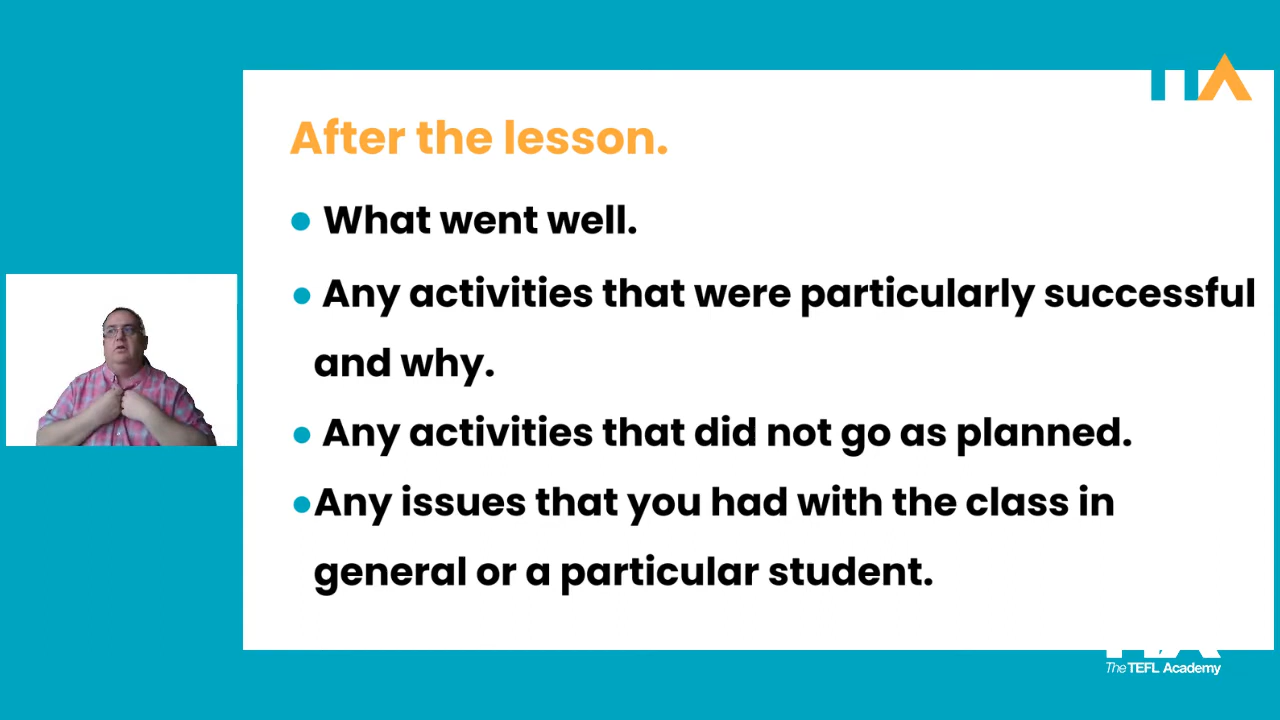 After the lesson.
What went well.
Any activities that were particularly successful
and why.
Any activities that did not go as planned.
Any issues that you had with the class in
general or a particular student.
The TEFL Academy